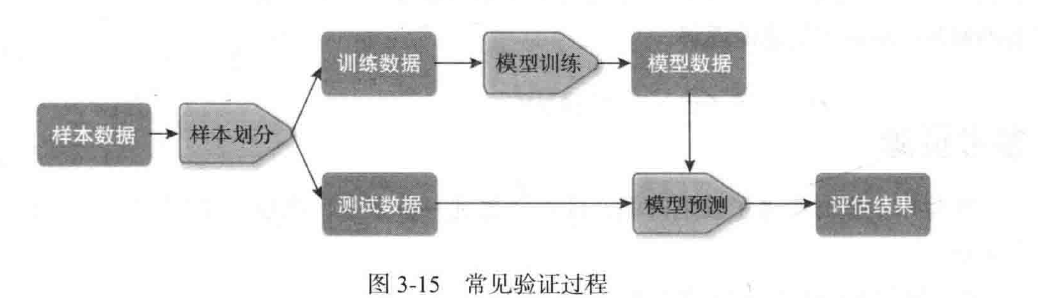 训练数据
模型训练
模型数据
样本数据
样本划分
测试数据
模型预测
评估结果
图 3-15 常见验证过程